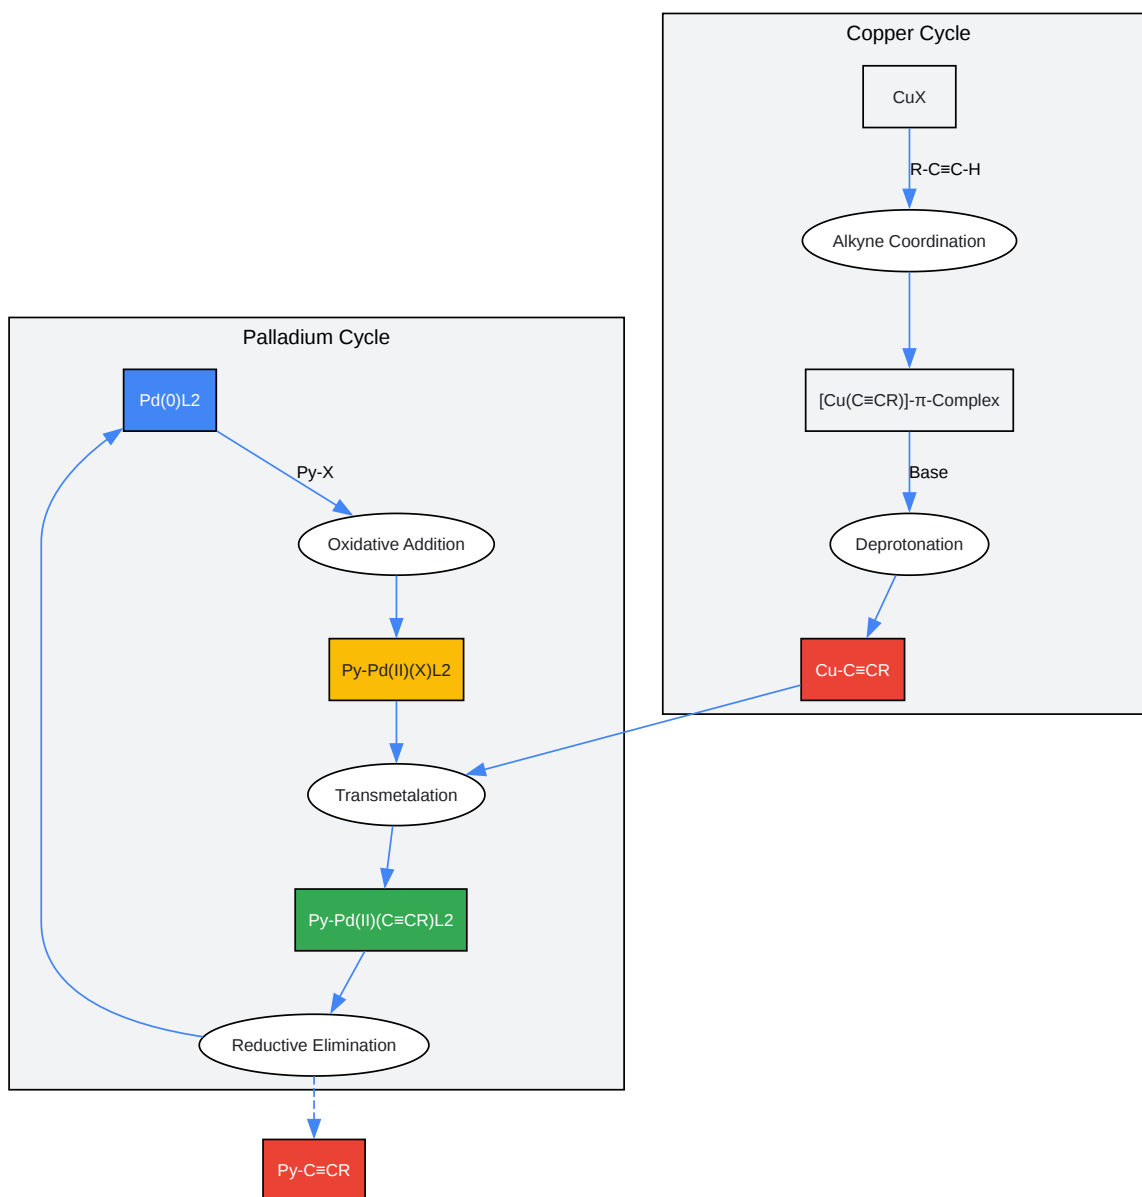 Copper Cycle
CuX
R-C≡C-H
Alkyne Coordination
[Cu(C≡CR)]-π-Complex
Base
Deprotonation
Cu-C≡CR
Palladium Cycle
Pd(0)L2
Py-X
Oxidative Addition
Py-Pd(II)(X)L2
Transmetalation
Py-Pd(II)(C≡CR)L2
Reductive Elimination
Py-C≡CR